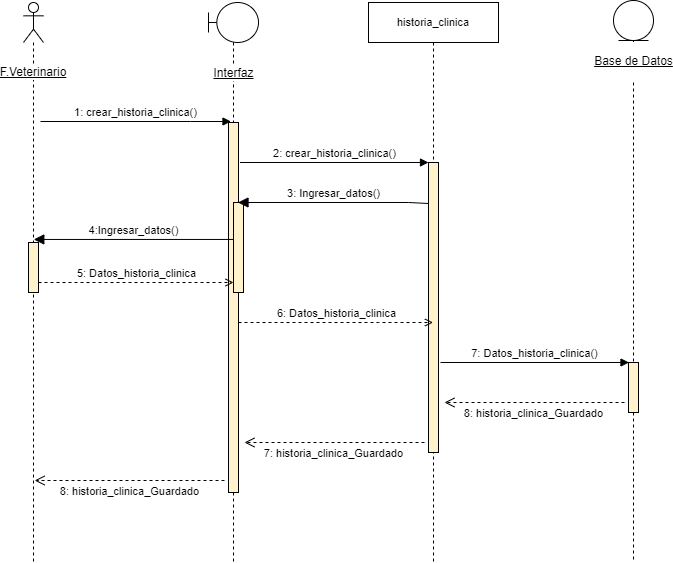 historia_clinica
F.Veterinario
Interfaz
Base de Datos
1: crear_historia_clinica()
2: crear_historia_clinica()
3: Ingresar_datos()
4:Ingresar_datos()
5: Datos_historia_clinica
6: Datos_historia_clinica
7: Datos_historia_clinica()
8: historia_clinica_Guardado
7: historia_clinica_Guardado
8: historia_clinica_Guardado